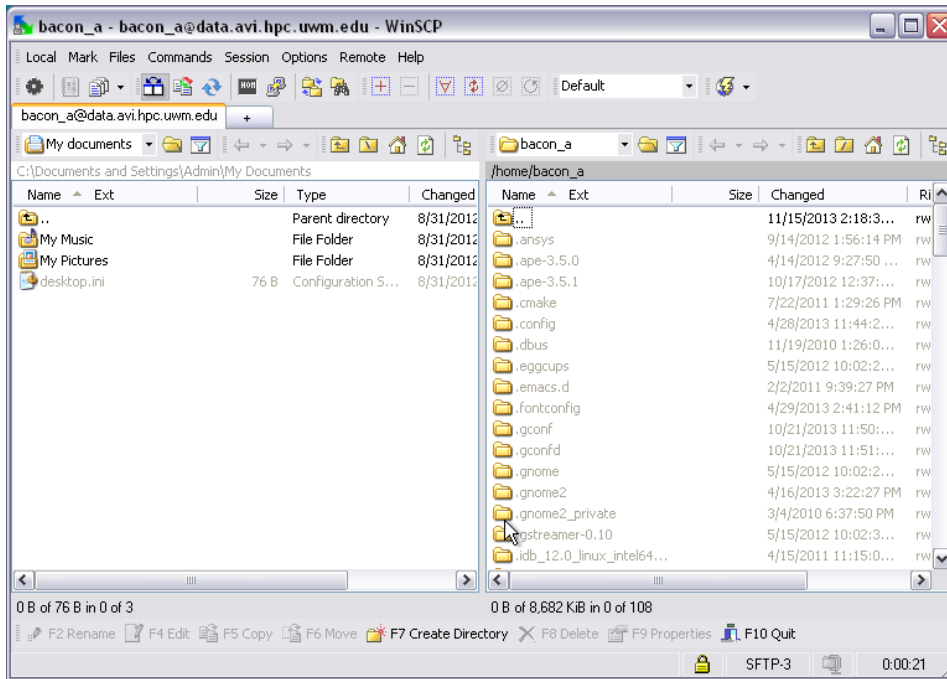 bacon_a - bacon_a@data.avi.hpc.uwm.edu - WinSCP
Local Mark Files Commands Session Options Remote Help
Default
bacon_a@data.avi.hpc.uwm.edu +
My documents
C:\Documents and Settings\Admin\My Documents
Name Ext Size Type Changed
.. Parent directory 8/31/2012
My Music File Folder 8/31/2012
My Pictures File Folder 8/31/2012
desktop.ini 76 B Configuration S... 8/31/2012
0 B of 76 B in 0 of 3
bacon_a
/home/bacon_a
Name Ext Size Changed Ri
.. 11/15/2013 2:18:3... rw
.ansys 9/14/2012 1:56:14 PM rw
.ape-3.5.0 4/14/2012 9:27:50 ... rw
.ape-3.5.1 10/17/2012 12:37:... rw
.cmake 7/22/2011 1:29:26 PM rw
.config 4/28/2013 11:44:2... rw
.dbus 11/19/2010 1:26:0... rw
.eggcups 5/15/2012 10:02:2... rw
.emacs.d 2/2/2011 9:39:27 PM rw
.fontconfig 4/29/2013 2:41:12 PM rw
.gconf 10/21/2013 11:50:... rw
.gconfd 10/21/2013 11:51:... rw
.gnome 5/15/2012 10:02:2... rw
.gnome2 4/16/2013 3:22:27 PM rw
.gnome2_private 3/4/2010 6:37:50 PM rw
gstreamer-0.10 5/15/2012 10:02:3... rw
.idb_12.0_linux_intel64... 4/15/2011 11:15:0... rw
0 B of 8,682 KiB in 0 of 108
F2 Rename F4 Edit F5 Copy F6 Move F7 Create Directory F8 Delete F9 Properties F10 Quit
SFTP-3 0:00:21